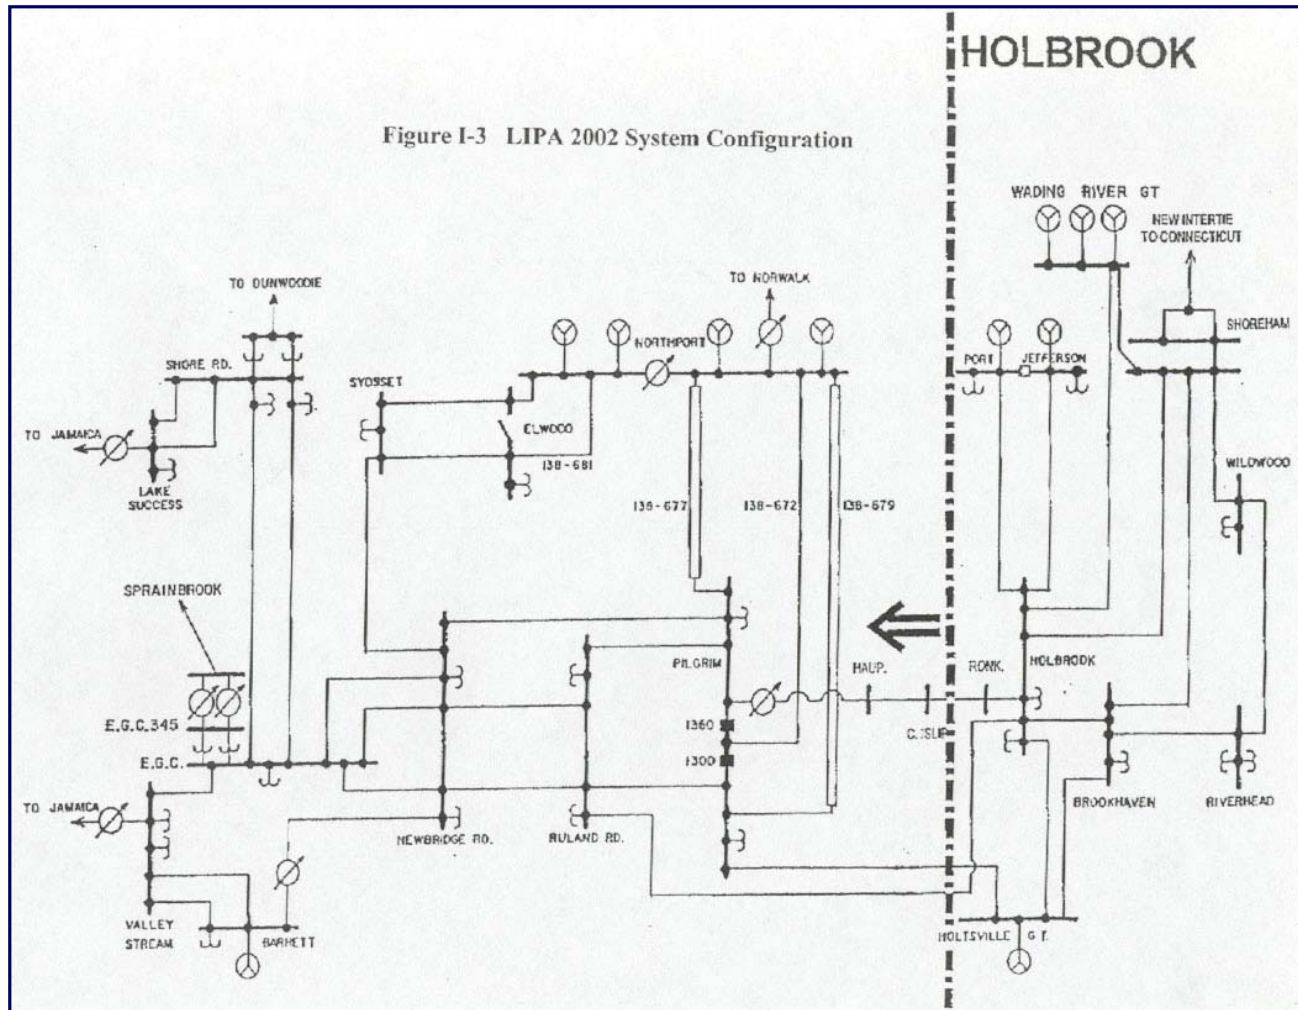 HOLBROOK
Figure I-3 LIPA 2002 System Configuration
WADING RIVER GT
NEW INTERTIE
TO CONNECTICUT
TO DUNWOODIE
TO NORWALK
SHOREHAM
NORTHPORT
SHORE RD.
PORT
JEFFERSON
SYOSSET
ELWOOD
TO JAMAICA
138-681
WILDWOOD
138-677
138-672
138-679
LAKE
SUCCESS
SPRAINBROOK
PILGRIM
HAUP.
RONK.
HOLBROOK
E.G.C.345
1360
C.ISLIP
E.G.C.
1300
TO JAMAICA
BROOKHAVEN
RIVERHEAD
NEWBRIDGE RD.
RULAND RD.
VALLEY
STREAM
BARRETT
HOLTSVILLE G.T.